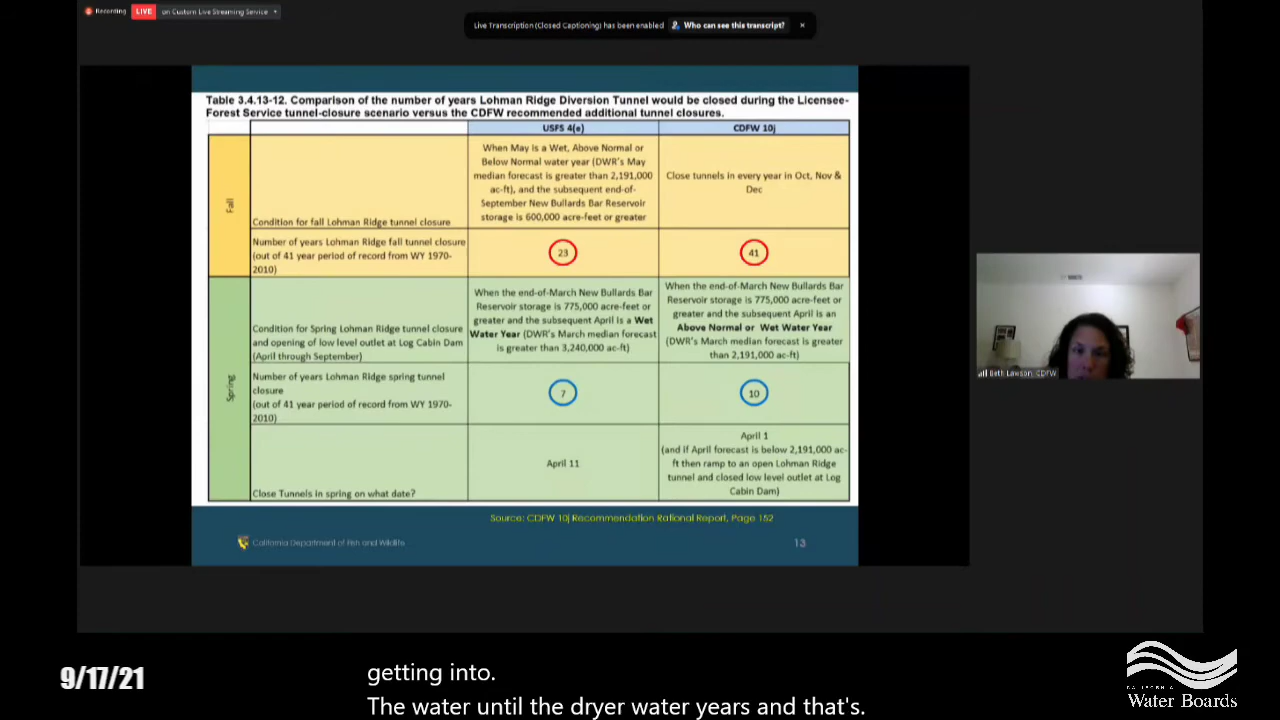 Recording LIVE on Custom Live Streaming Service
Live Transcription (Closed Captioning) has been enabled Who can see this transcript? ×
Table 3.4.13-12. Comparison of the number of years Lohman Ridge Diversion Tunnel would be closed during the Licensee-
Forest Service tunnel-closure scenario versus the CDFW recommended additional tunnel closures.
USFS 4(e)
CDFW 10j
Fall
Condition for fall Lohman Ridge tunnel closure
When May is a Wet, Above Normal or
Below Normal water year (DWR's May
median forecast is greater than 2,191,000
ac-ft), and the subsequent end-of-
September New Bullards Bar Reservoir
storage is 600,000 acre-feet or greater
Close tunnels in every year in Oct, Nov &
Dec
Number of years Lohman Ridge fall tunnel closure
(out of 41 year period of record from WY 1970-
2010)
23
41
Spring
Condition for Spring Lohman Ridge tunnel closure
and opening of low level outlet at Log Cabin Dam
(April through September)
When the end-of-March New Bullards Bar
Reservoir storage is 775,000 acre-feet or
greater and the subsequent April is a Wet
Water Year (DWR's March median forecast
is greater than 3,240,000 ac-ft)
When the end-of-March New Bullards Bar
Reservoir storage is 775,000 acre-feet or
greater and the subsequent April is an
Above Normal or Wet Water Year
(DWR's March median forecast is greater
than 2,191,000 ac-ft)
Number of years Lohman Ridge spring tunnel
closure
(out of 41 year period of record from WY 1970-
2010)
7
10
Close Tunnels in spring on what date?
April 11
April 1
(and if April forecast is below 2,191,000 ac-
ft then ramp to an open Lohman Ridge
tunnel and closed low level outlet at Log
Cabin Dam)
Source: CDFW 10j Recommendation Rational Report, Page 152
California Department of Fish and Wildlife
13
Beth Lawson, CDFW
9/17/21
getting into.
The water until the dryer water years and that's.
CALIFORNIA
Water Boards